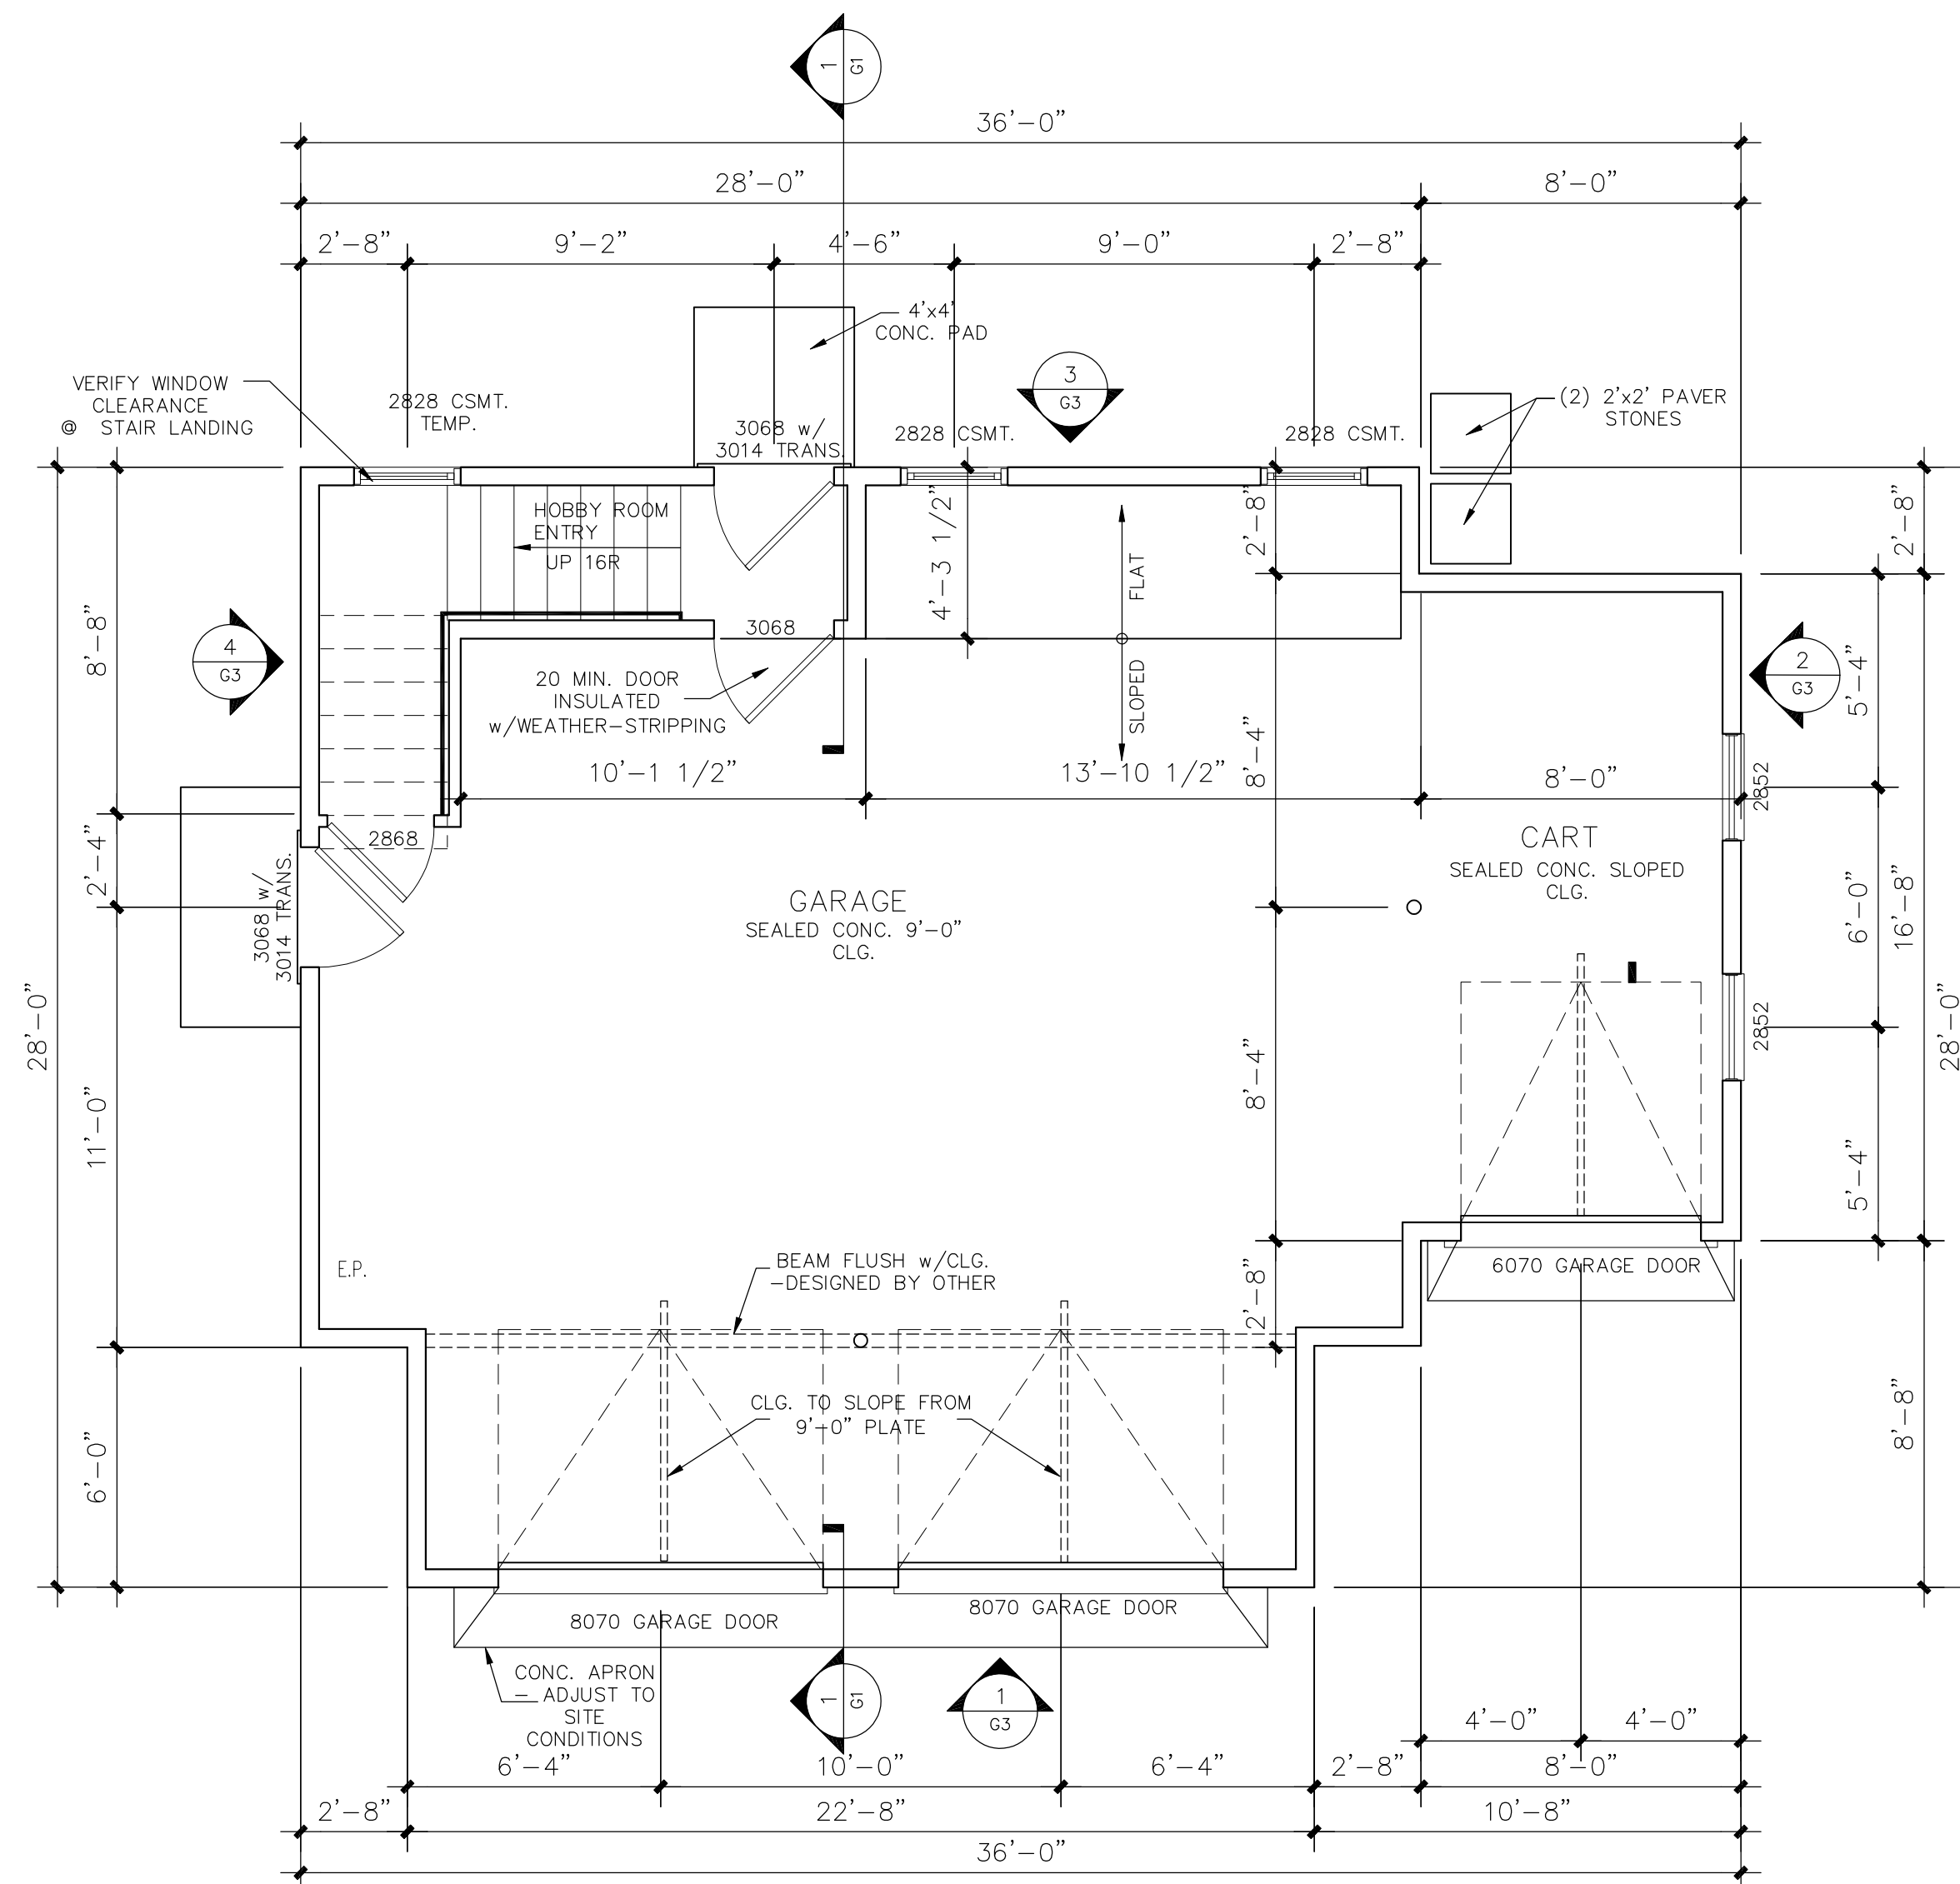 1
G1
36'-0"
28'-0"
8'-0"
2'-8"
9'-2"
4'-6"
9'-0"
2'-8"
4'x4'
CONC. PAD
3
G3
VERIFY WINDOW
CLEARANCE
@ STAIR LANDING
2828 CSMT.
TEMP.
3068 w/
3014 TRANS.
2828 CSMT.
2828 CSMT.
(2) 2'x2' PAVER
STONES
HOBBY ROOM
ENTRY
UP 16R
4'-3 1/2"
FLAT
SLOPED
2'-8"
2'-8"
8'-8"
4
G3
3068
20 MIN. DOOR
INSULATED
w/WEATHER-STRIPPING
2
G3
5'-4"
8'-4"
10'-1 1/2"
13'-10 1/2"
8'-0"
2852
2868
2'-4"
3068 w/
3014 TRANS.
GARAGE
SEALED CONC. 9'-0"
CLG.
CART
SEALED CONC. SLOPED
CLG.
6'-0"
16'-8"
28'-0"
28'-0"
2852
11'-0"
8'-4"
5'-4"
E.P.
BEAM FLUSH w/CLG.
-DESIGNED BY OTHER
2'-8"
6070 GARAGE DOOR
CLG. TO SLOPE FROM
9'-0" PLATE
6'-0"
8'-8"
8070 GARAGE DOOR
8070 GARAGE DOOR
CONC. APRON
- ADJUST TO
SITE
CONDITIONS
1
G1
1
G3
4'-0"
4'-0"
6'-4"
10'-0"
6'-4"
2'-8"
8'-0"
2'-8"
22'-8"
10'-8"
36'-0"